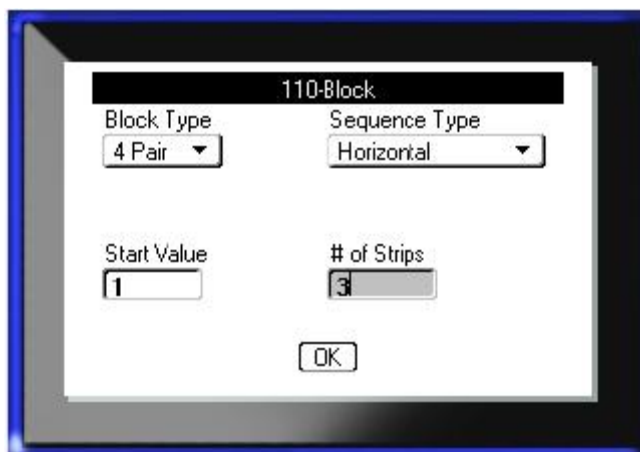 110-Block
Block Type Sequence Type
4 Pair Horizontal
Start Value # of Strips
1 3
OK